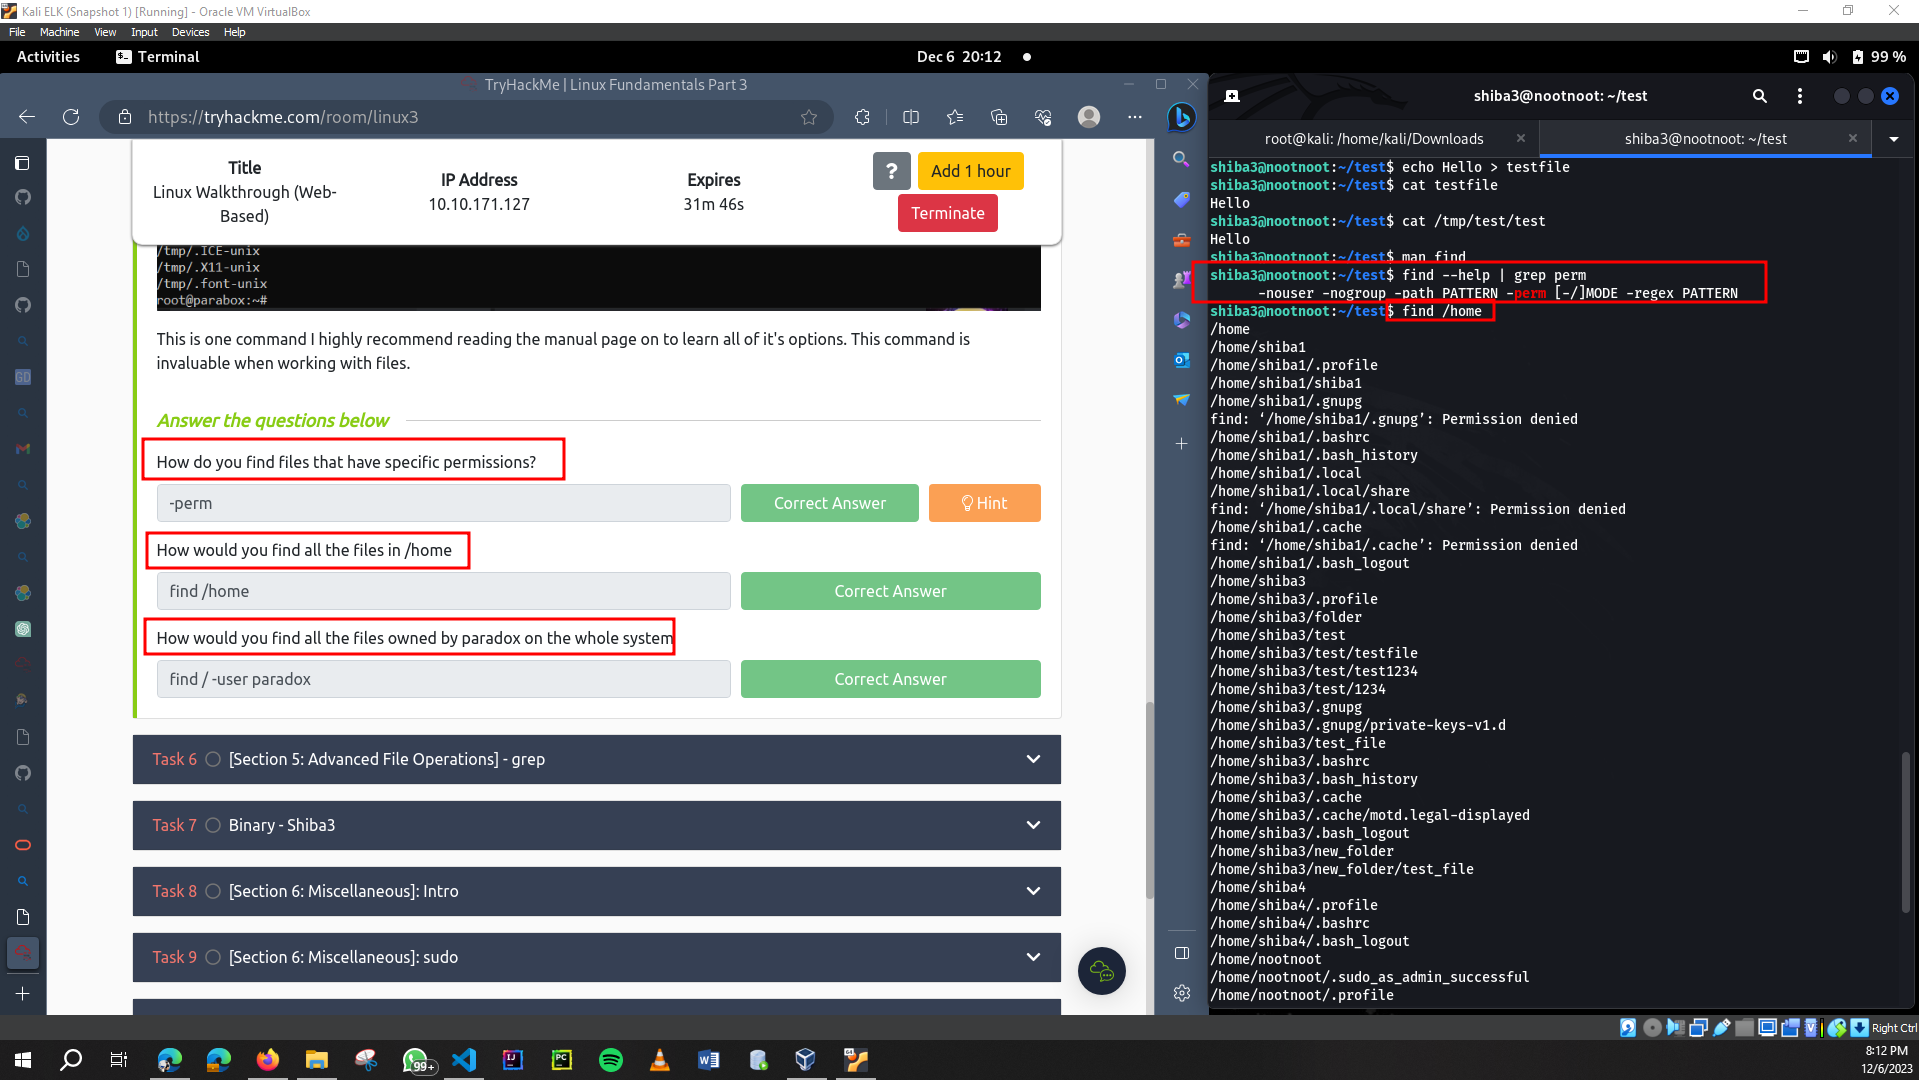 Kali ELK (Snapshot 1) [Running] - Oracle VM VirtualBox
File Machine View Input Devices Help
Activities Terminal Dec 6 20:12 99 %
TryHackMe | Linux Fundamentals Part 3
https://tryhackme.com/room/linux3
Title
Linux Walkthrough (Web-
Based)
IP Address
10.10.171.127
Expires
31m 46s
? Add 1 hour
Terminate
/tmp/.ICE-unix
/tmp/.X11-unix
/tmp/.font-unix
root@parabox:~#
This is one command I highly recommend reading the manual page on to learn all of it's options. This command is
invaluable when working with files.
Answer the questions below
How do you find files that have specific permissions?
-perm Correct Answer Hint
How would you find all the files in /home
find /home Correct Answer
How would you find all the files owned by paradox on the whole system
find / -user paradox Correct Answer
Task 6 [Section 5: Advanced File Operations] - grep
Task 7 Binary - Shiba3
Task 8 [Section 6: Miscellaneous]: Intro
Task 9 [Section 6: Miscellaneous]: sudo
GD
shiba3@nootnoot: ~/test
root@kali: /home/kali/Downloads
shiba3@nootnoot: ~/test
shiba3@nootnoot:~/test$ echo Hello > testfile
shiba3@nootnoot:~/test$ cat testfile
Hello
shiba3@nootnoot:~/test$ cat /tmp/test/test
Hello
shiba3@nootnoot:~/test$ man find
shiba3@nootnoot:~/test$ find --help | grep perm
-nouser -nogroup -path PATTERN -perm [-/]MODE -regex PATTERN
shiba3@nootnoot:~/test$ find /home
/home
/home/shiba1
/home/shiba1/.profile
/home/shiba1/shiba1
/home/shiba1/.gnupg
find: ‘/home/shiba1/.gnupg’: Permission denied
/home/shiba1/.bashrc
/home/shiba1/.bash_history
/home/shiba1/.local
/home/shiba1/.local/share
find: ‘/home/shiba1/.local/share’: Permission denied
/home/shiba1/.cache
find: ‘/home/shiba1/.cache’: Permission denied
/home/shiba1/.bash_logout
/home/shiba3
/home/shiba3/.profile
/home/shiba3/folder
/home/shiba3/test
/home/shiba3/test/testfile
/home/shiba3/test/test1234
/home/shiba3/test/1234
/home/shiba3/.gnupg
/home/shiba3/.gnupg/private-keys-v1.d
/home/shiba3/test_file
/home/shiba3/.bashrc
/home/shiba3/.bash_history
/home/shiba3/.cache
/home/shiba3/.cache/motd.legal-displayed
/home/shiba3/.bash_logout
/home/shiba3/new_folder
/home/shiba3/new_folder/test_file
/home/shiba4
/home/shiba4/.profile
/home/shiba4/.bashrc
/home/shiba4/.bash_logout
/home/nootnoot
/home/nootnoot/.sudo_as_admin_successful
/home/nootnoot/.profile
Right Ctrl
99+
8:12 PM
12/6/2023